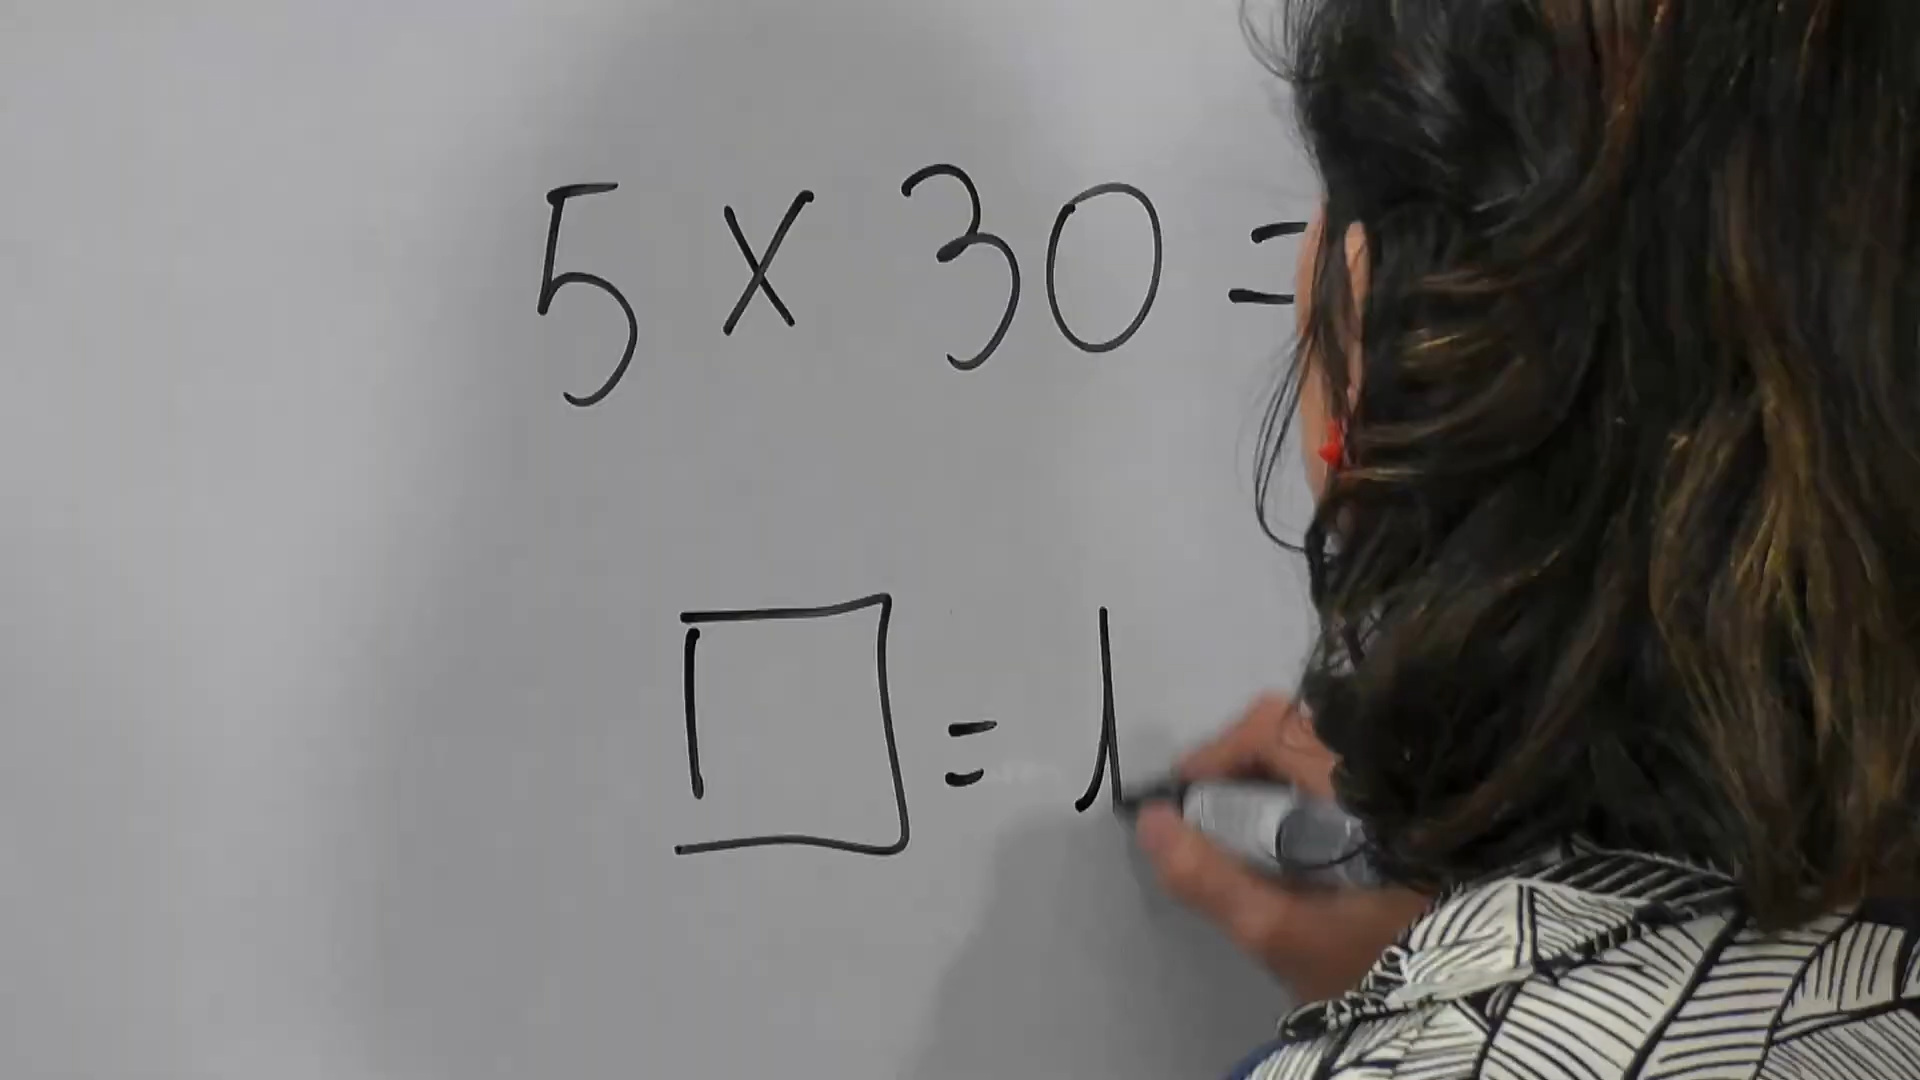 5 x 30 =
□ = 1